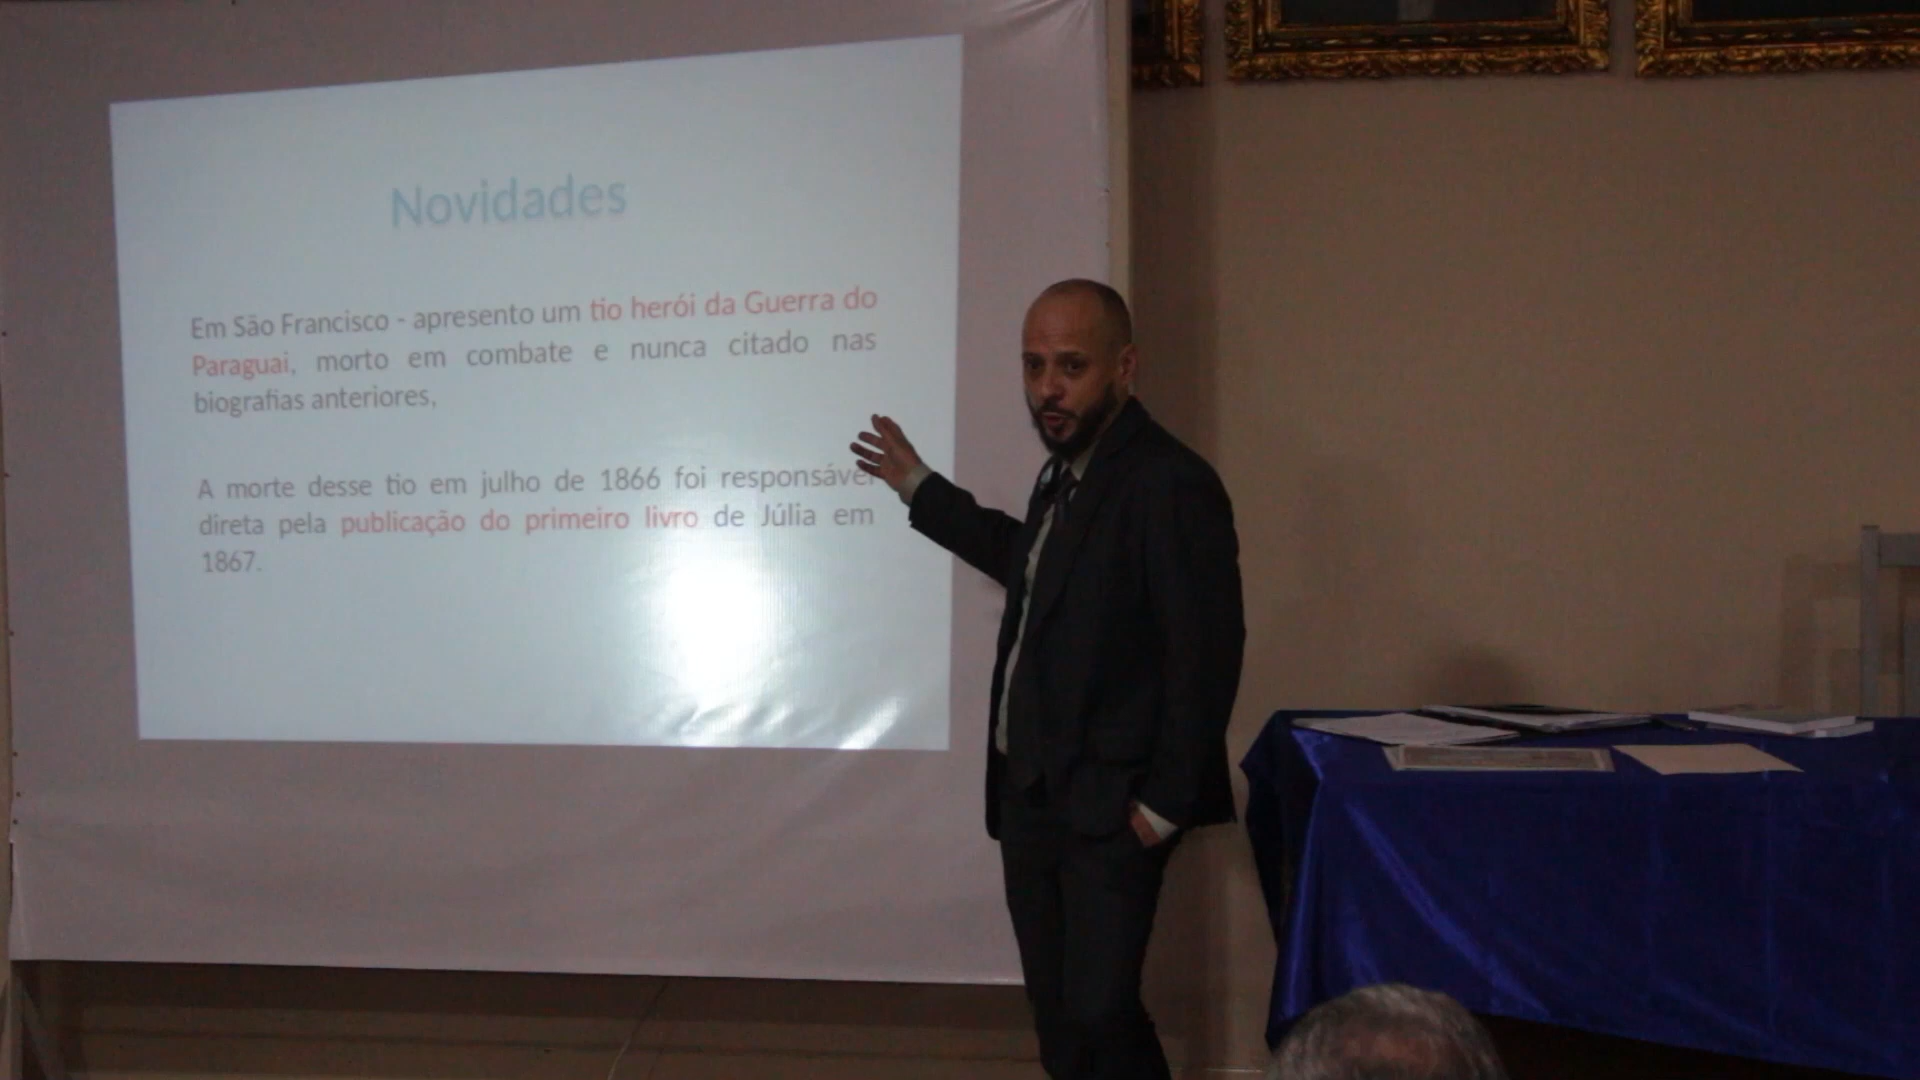 Novidades
Em São Francisco - apresento um tio herói da Guerra do
Paraguai, morto em combate e nunca citado nas
biografias anteriores,
A morte desse tio em julho de 1866 foi responsável
direta pela publicação do primeiro livro de Júlia em
1867.